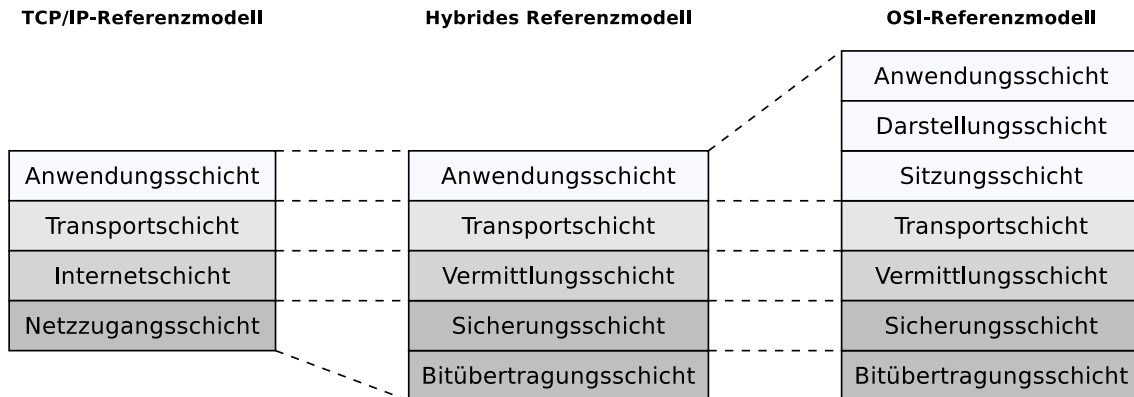 TCP/IP-Referenzmodell
Hybrides Referenzmodell
OSI-Referenzmodell
Anwendungsschicht
Transportschicht
Internetschicht
Netzzugangsschicht
Anwendungsschicht
Transportschicht
Vermittlungsschicht
Sicherungsschicht
Bitübertragungsschicht
Anwendungsschicht
Darstellungsschicht
Sitzungsschicht
Transportschicht
Vermittlungsschicht
Sicherungsschicht
Bitübertragungsschicht